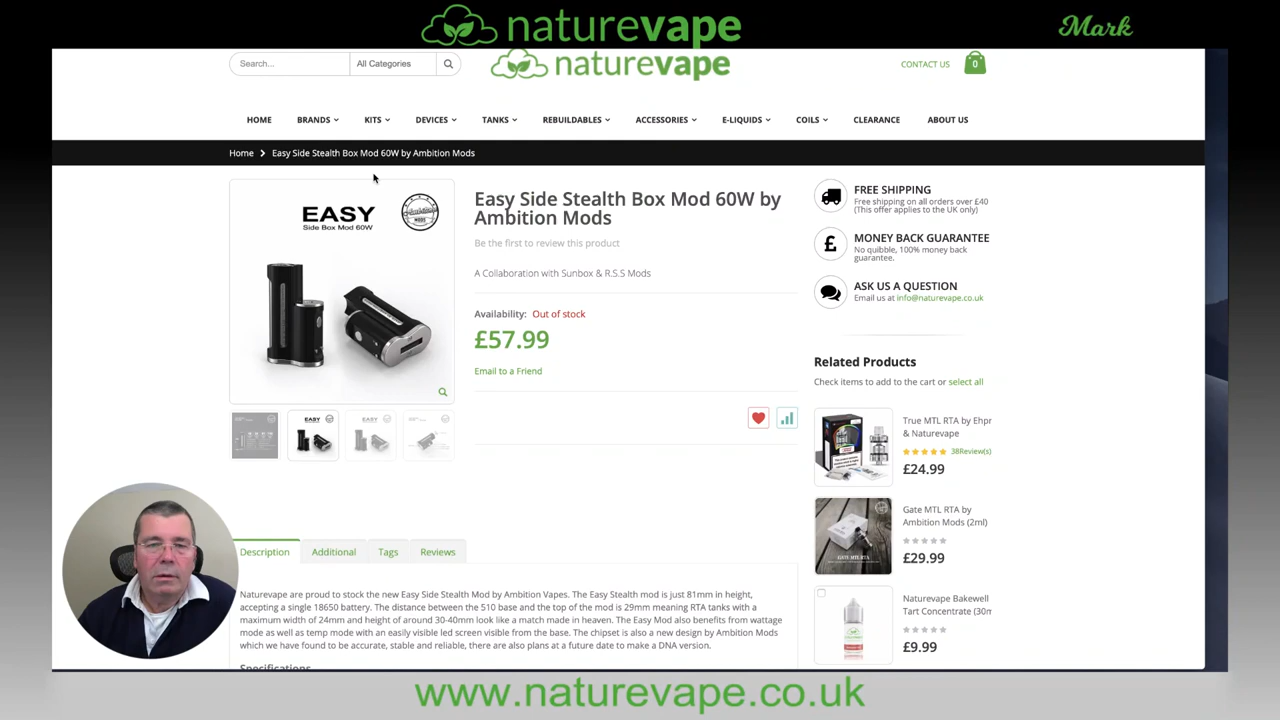 naturevape
Mark
Search...
All Categories
naturevape
CONTACT US
0
HOME
BRANDS
KITS
DEVICES
TANKS
REBUILDABLES
ACCESSORIES
E-LIQUIDS
COILS
CLEARANCE
ABOUT US
Home
Easy Side Stealth Box Mod 60W by Ambition Mods
EASY
Side Box Mod 60W
Easy Side Stealth Box Mod 60W by
Ambition Mods
Be the first to review this product
A Collaboration with Sunbox & R.S.S Mods
Availability: Out of stock
£57.99
Email to a Friend
FREE SHIPPING
Free shipping on all orders over £40
(This offer applies to the UK only)
£
MONEY BACK GUARANTEE
No quibble, 100% money back
guarantee.
ASK US A QUESTION
Email us at info@naturevape.co.uk
Related Products
Check items to add to the cart or select all
True MTL RTA by Ehpr
& Naturevape
38Review(s)
£24.99
Gate MTL RTA by
Ambition Mods (2ml)
£29.99
GATE MTL RTA
Naturevape Bakewell
Tart Concentrate (30m
£9.99
EASY
Description
Additional
Tags
Reviews
Naturevape are proud to stock the new Easy Side Stealth Mod by Ambition Vapes. The Easy Stealth mod is just 81mm in height,
accepting a single 18650 battery. The distance between the 510 base and the top of the mod is 29mm meaning RTA tanks with a
maximum width of 24mm and height of around 30-40mm look like a match made in heaven. The Easy Mod also benefits from wattage
mode as well as temp mode with an easily visible led screen visible from the base. The chipset is also a new design by Ambition Mods
which we have found to be accurate, stable and reliable, there are also plans at a future date to make a DNA version.
Specifications
www.naturevape.co.uk